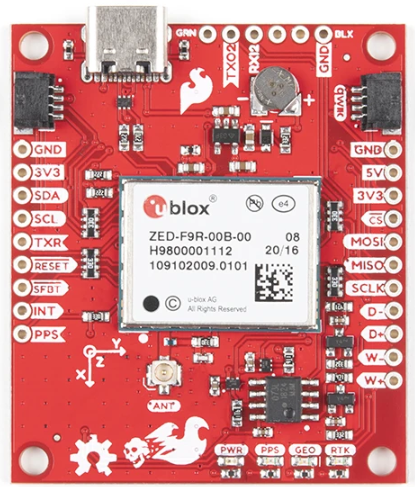 GRN
TXO2
RXI2
GND
BLK
qwiic
GND
3V3
SDA
SCL
TXR
RESET
SFBT
INT
PPS
GND
5V
3V3
CS
MOSI
MISO
SCLK
D-
D+
W-
W+
ublox®
e4
ZED-F9R-00B-00 08
H9800001112 20/16
109102009.0101
© u-blox AG
All Rights Reserved
Y
Z
X
ANT
PWR PPS GEO RTK